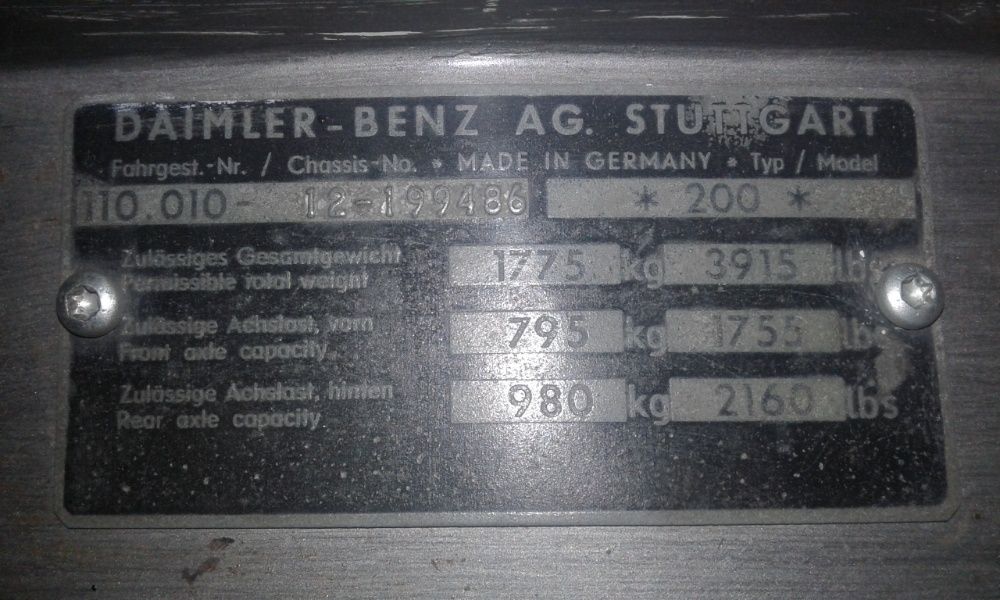 DAIMLER-BENZ AG. STUTTGART
Fahrgest.-Nr. / Chassis-No. * MADE IN GERMANY * Typ / Model
110.010- 12-199486 * 200 *
Zulässiges Gesamtgewicht 1775 kg 3915 lbs
Permissible total weight
Zulässige Achslast, vorn 795 kg 1755 lbs
Front axle capacity
Zulässige Achslast, hinten 980 kg 2160 lbs
Rear axle capacity